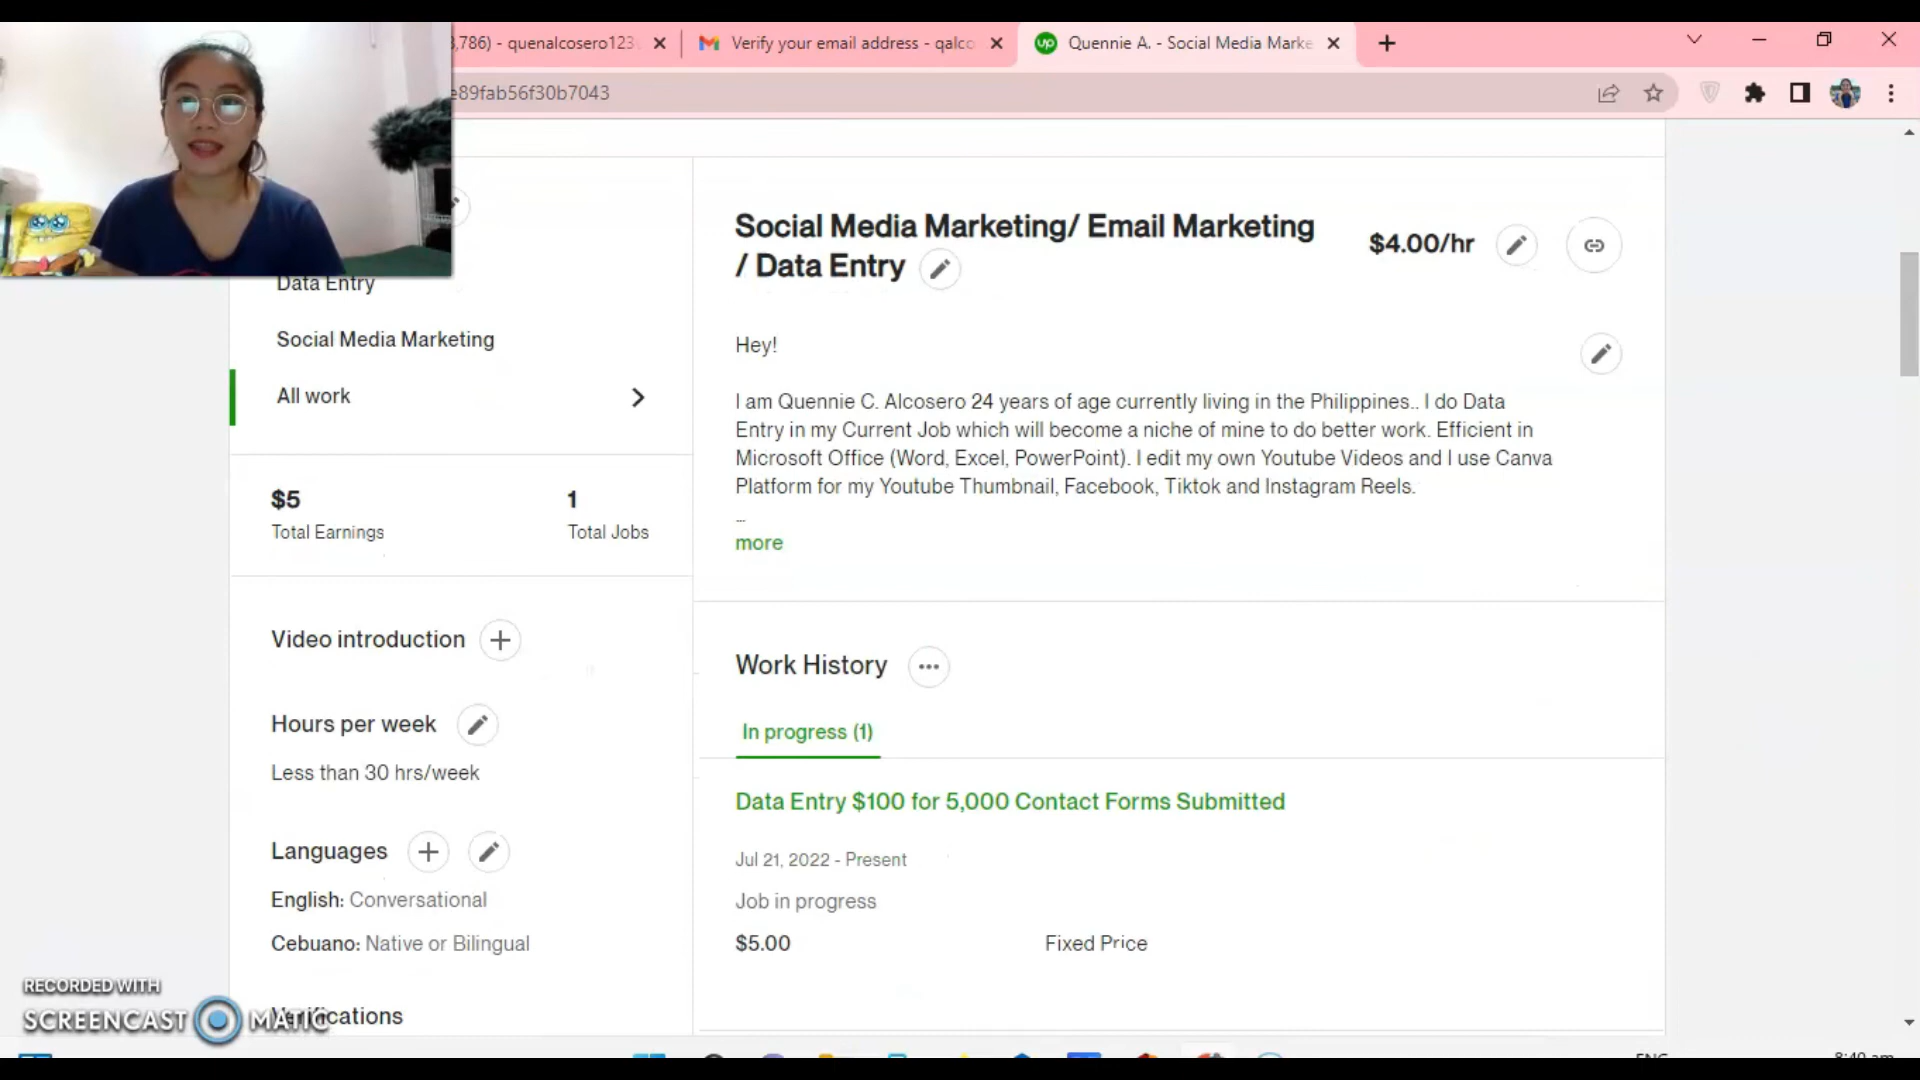 3,786) - quenalcosero123
Verify your email address - qalco
Quennie A. - Social Media Marke
e89fab56f30b7043
Data Entry
Social Media Marketing
All work
$5
Total Earnings
1
Total Jobs
Video introduction
Hours per week
Less than 30 hrs/week
Languages
English: Conversational
Cebuano: Native or Bilingual
Verifications
Social Media Marketing/ Email Marketing
/ Data Entry
$4.00/hr
Hey!
I am Quennie C. Alcosero 24 years of age currently living in the Philippines.. I do Data
Entry in my Current Job which will become a niche of mine to do better work. Efficient in
Microsoft Office (Word, Excel, PowerPoint). I edit my own Youtube Videos and I use Canva
Platform for my Youtube Thumbnail, Facebook, Tiktok and Instagram Reels.
...
more
Work History
In progress (1)
Data Entry $100 for 5,000 Contact Forms Submitted
Jul 21, 2022 - Present
Job in progress
$5.00
Fixed Price
RECORDED WITH
SCREENCAST MATIC
ENG
8:40 am